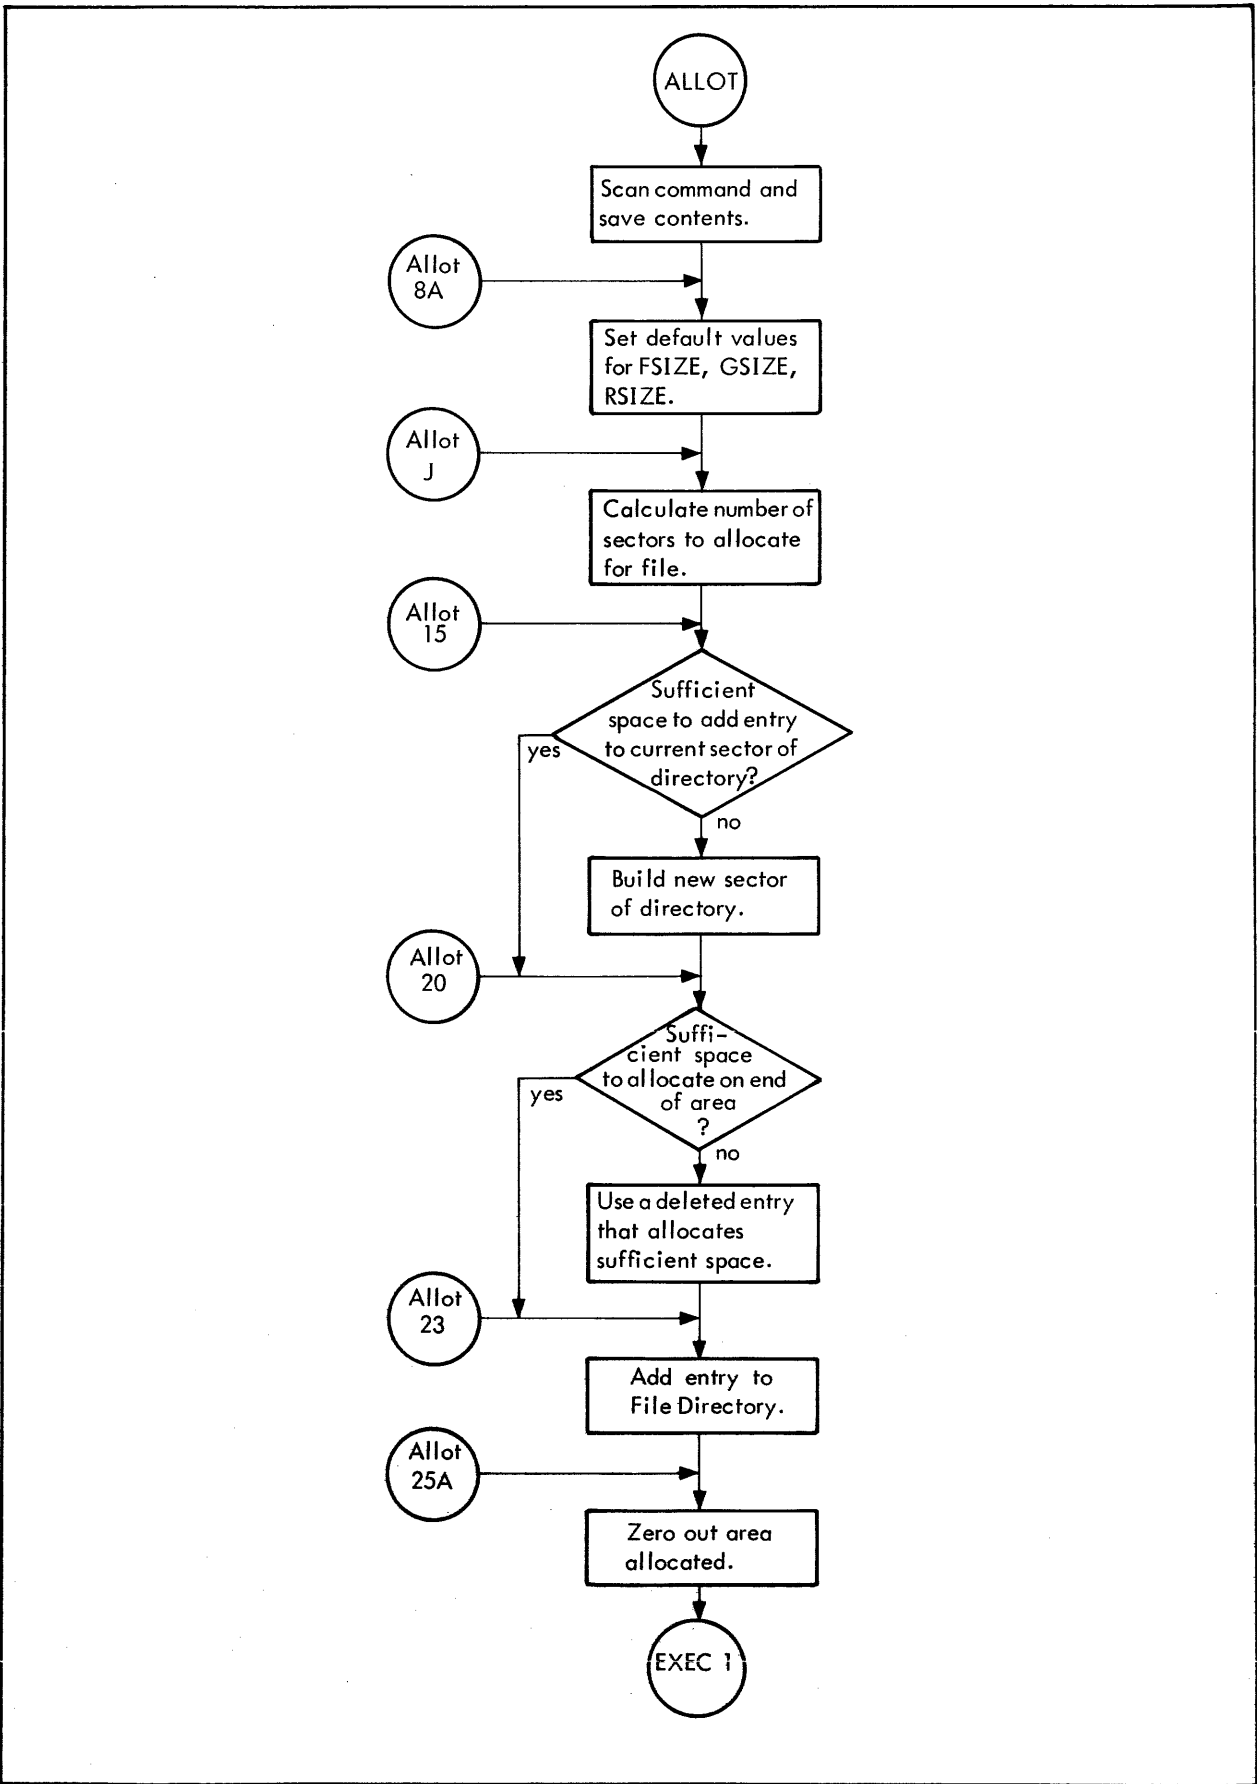 ALLOT
Scan command and
save contents.
Allot
8A
Set default values
for FSIZE, GSIZE,
RSIZE.
Allot
J
Calculate number of
sectors to allocate
for file.
Allot
15
Sufficient
space to add entry
to current sector of
directory?
yes
no
Build new sector
of directory.
Allot
20
Suffi-
cient space
to allocate on end
of area
?
yes
no
Use a deleted entry
that allocates
sufficient space.
Allot
23
Add entry to
File Directory.
Allot
25A
Zero out area
allocated.
EXEC 1